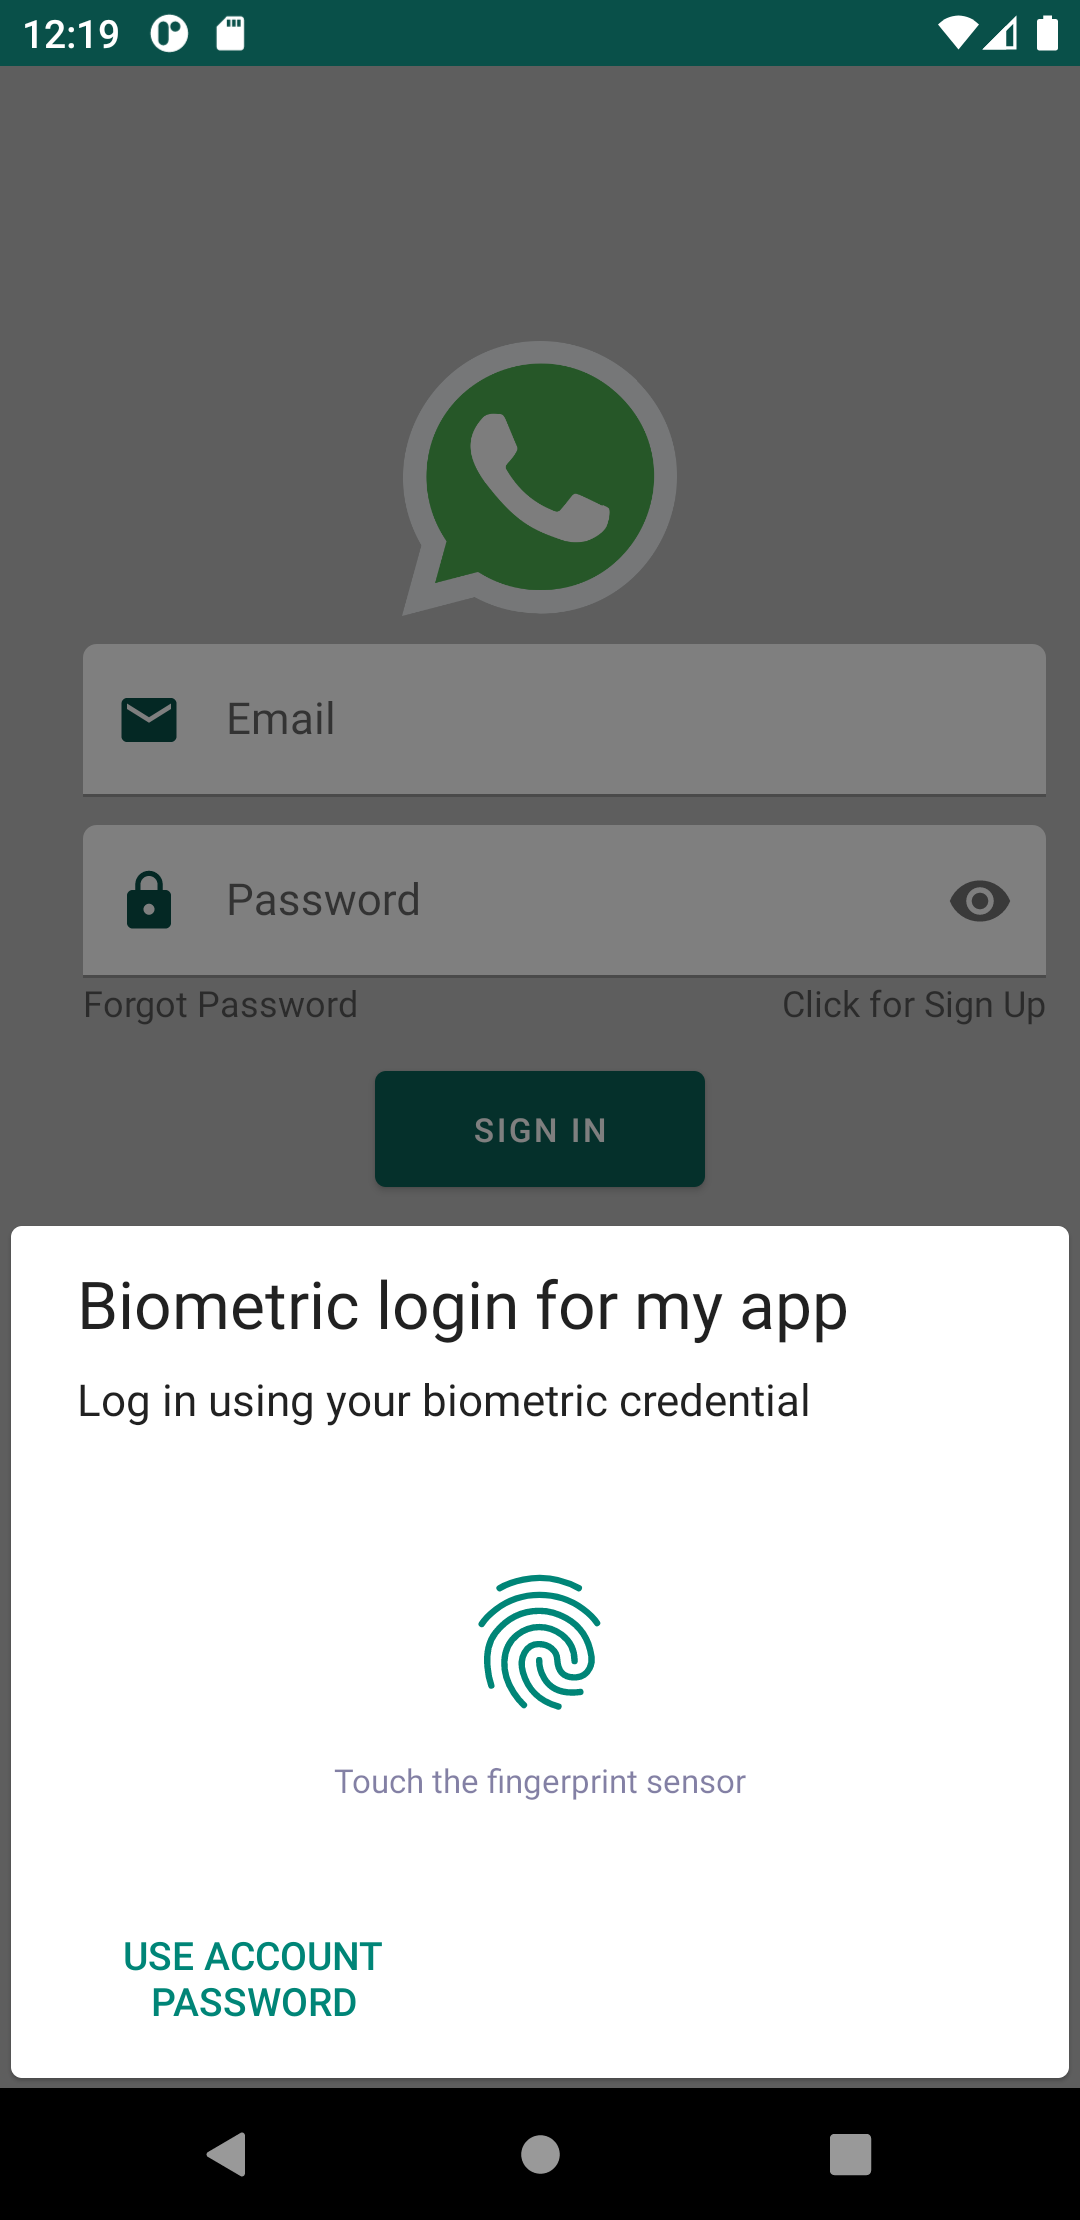 12:19
Email
Password
Forgot Password Click for Sign Up
SIGN IN
Biometric login for my app
Log in using your biometric credential
Touch the fingerprint sensor
USE ACCOUNT
PASSWORD